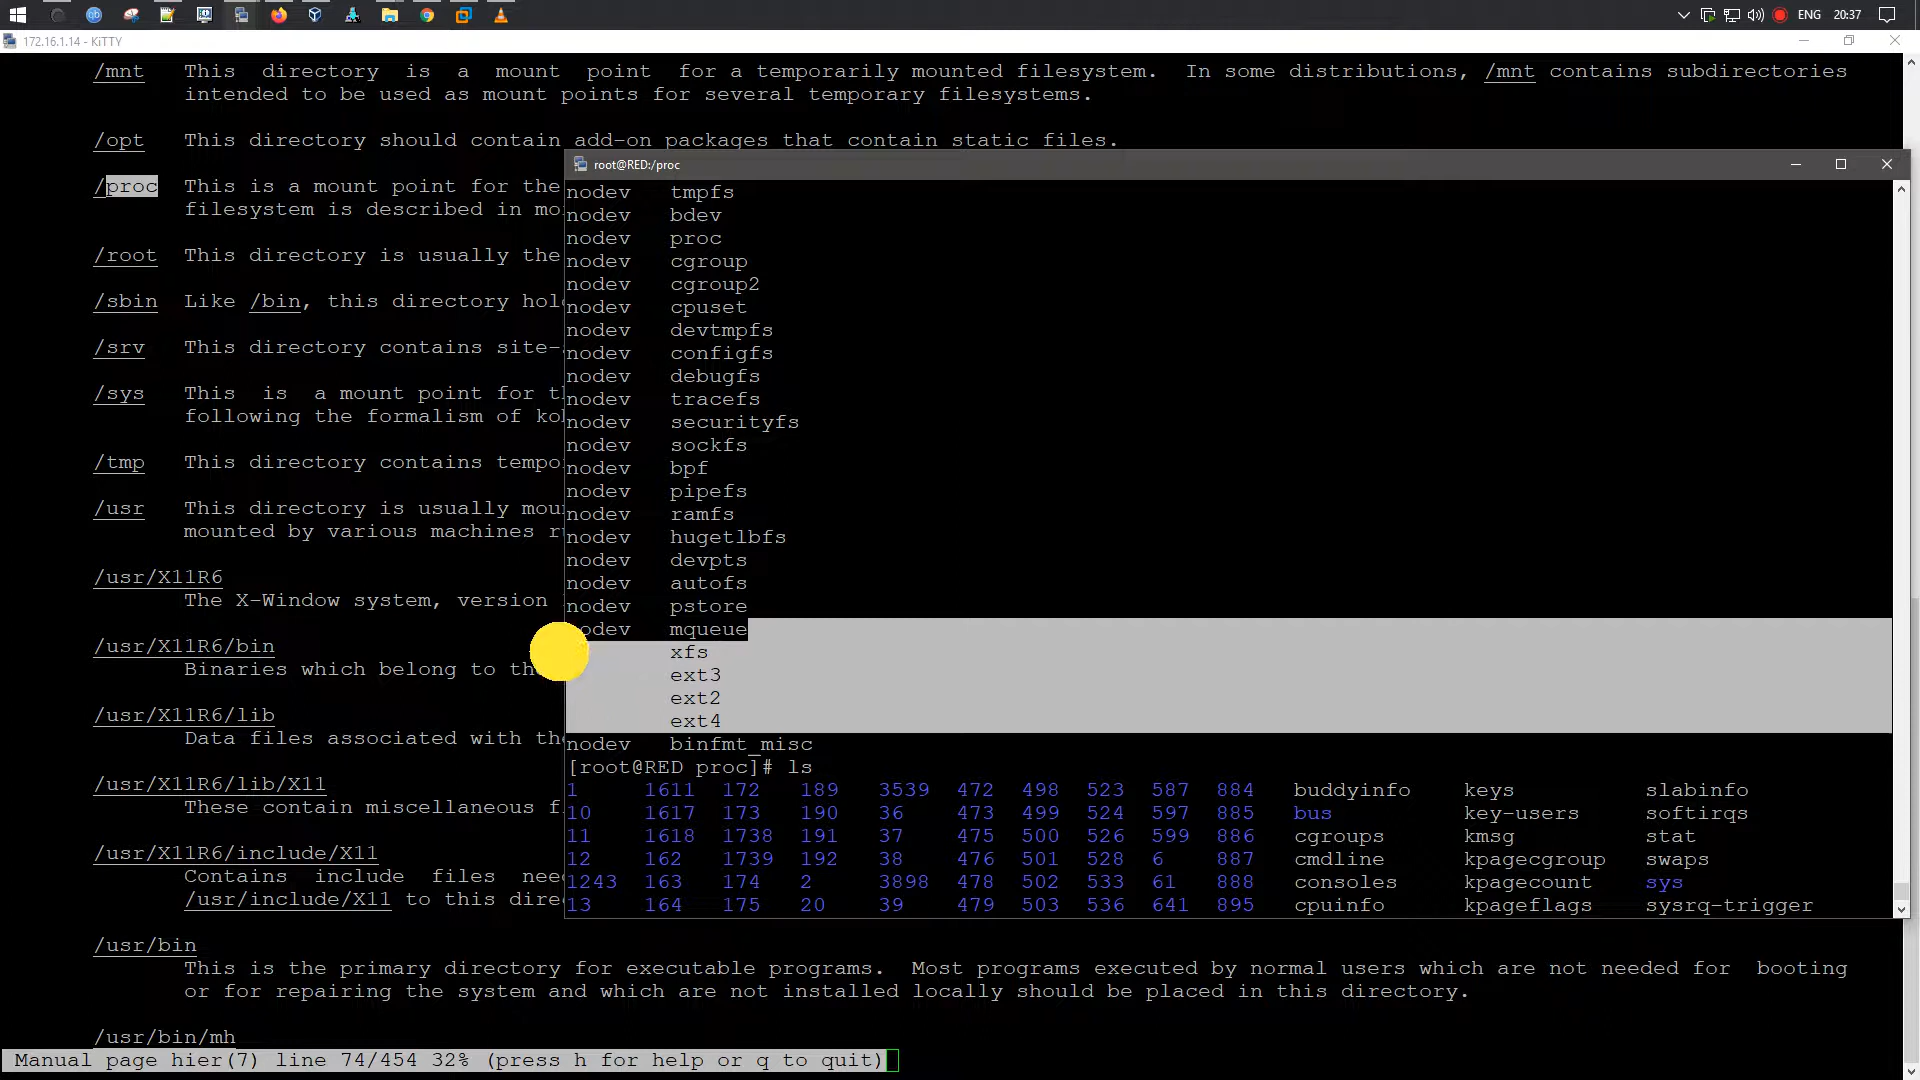 ENG 20:37
172.16.1.14 - KiTTY
/mnt This directory is a mount point for a temporarily mounted filesystem. In some distributions, /mnt contains subdirectories
intended to be used as mount points for several temporary filesystems.
/opt This directory should contain add-on packages that contain static files.
/proc This is a mount point for the
filesystem is described in mo
/root This directory is usually the
/sbin Like /bin, this directory hol
/srv This directory contains site-
/sys This is a mount point for th
following the formalism of kob
/tmp This directory contains tempo
/usr This directory is usually mou
mounted by various machines ru
/usr/X11R6
The X-Window system, version
/usr/X11R6/bin
Binaries which belong to th
/usr/X11R6/lib
Data files associated with the
/usr/X11R6/lib/X11
These contain miscellaneous f
/usr/X11R6/include/X11
Contains include files nee
/usr/include/X11 to this dire
/usr/bin
This is the primary directory for executable programs. Most programs executed by normal users which are not needed for booting
or for repairing the system and which are not installed locally should be placed in this directory.
/usr/bin/mh
Manual page hier(7) line 74/454 32% (press h for help or q to quit)
root@RED:/proc
nodev tmpfs
nodev bdev
nodev proc
nodev cgroup
nodev cgroup2
nodev cpuset
nodev devtmpfs
nodev configfs
nodev debugfs
nodev tracefs
nodev securityfs
nodev sockfs
nodev bpf
nodev pipefs
nodev ramfs
nodev hugetlbfs
nodev devpts
nodev autofs
nodev pstore
nodev mqueue
xfs
ext3
ext2
ext4
nodev binfmt_misc
[root@RED proc]# ls
1 1611 172 189 3539 472 498 523 587 884 buddyinfo keys slabinfo
10 1617 173 190 36 473 499 524 597 885 bus key-users softirqs
11 1618 1738 191 37 475 500 526 599 886 cgroups kmsg stat
12 162 1739 192 38 476 501 528 6 887 cmdline kpagecgroup swaps
1243 163 174 2 3898 478 502 533 61 888 consoles kpagecount sys
13 164 175 20 39 479 503 536 641 895 cpuinfo kpageflags sysrq-trigger